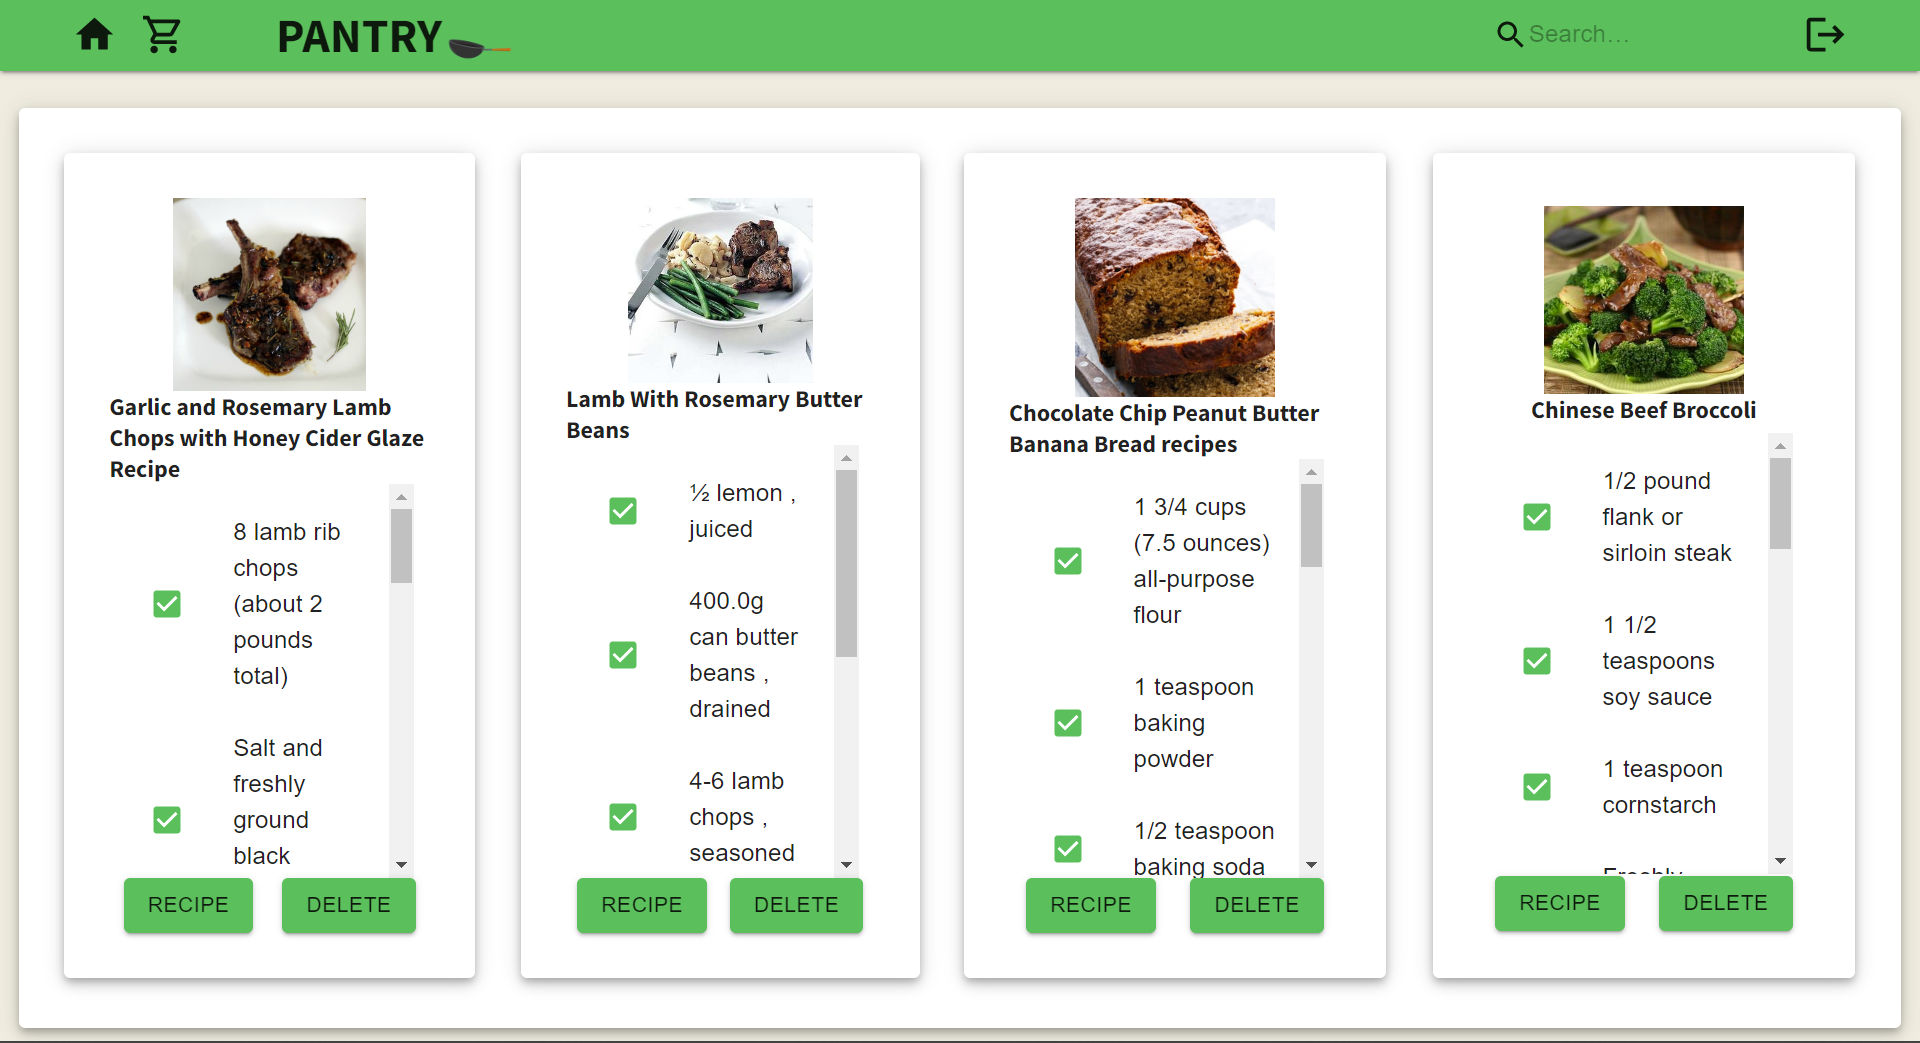 PANTRY
Search...
Garlic and Rosemary Lamb
Chops with Honey Cider Glaze
Recipe
8 lamb rib
chops
(about 2
pounds
total)
Salt and
freshly
ground
black
RECIPE DELETE
Lamb With Rosemary Butter
Beans
½ lemon ,
juiced
400.0g
can butter
beans ,
drained
4-6 lamb
chops ,
seasoned
RECIPE DELETE
Chocolate Chip Peanut Butter
Banana Bread recipes
1 3/4 cups
(7.5 ounces)
all-purpose
flour
1 teaspoon
baking
powder
1/2 teaspoon
baking soda
RECIPE DELETE
Chinese Beef Broccoli
1/2 pound
flank or
sirloin steak
1 1/2
teaspoons
soy sauce
1 teaspoon
cornstarch
Freshly
RECIPE DELETE